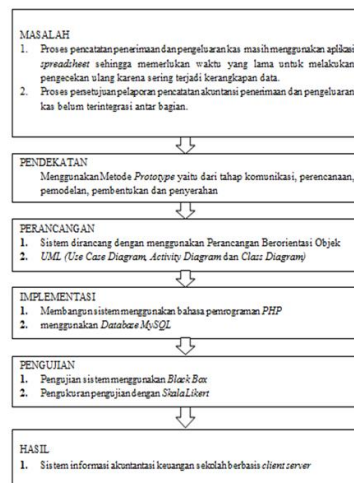 MASALAH
1. Proses pencatatan penerimaan dan pengeluaran kas masih menggunakan aplikasi
spreadsheet sehingga memerlukan waktu yang lama untuk melakukan
pengecekan ulang karena sering terjadi kerangkapan data.
2. Proses penetujuan pelaporan pencatatan akuntansi penerimaan dan pengeluaran
kas belum terintegrasi antar bagian.
PENDEKATAN
Menggunakan Metode Prototype yaitu dari tahap komunikasi, perencanaan,
pemodelan, pembentukan dan penyerahan
PERANCANGAN
1. Sistem dirancang dengan menggunakan Perancangan Berorientasi Objek
2. UML (Use Case Diagram, Activity Diagram dan Class Diagram)
IMPLEMENTASI
1. Membangun sistem menggunakan bahasa pemrograman PHP
2. menggunakan Database MySQL
PENGUJIAN
1. Pengujian sistem menggunakan Black Box
2. Pengukuran pengujian dengan Skala Likert
HASIL
1. Sistem informasi akuntantasi keuangan sekolah berbasis client server